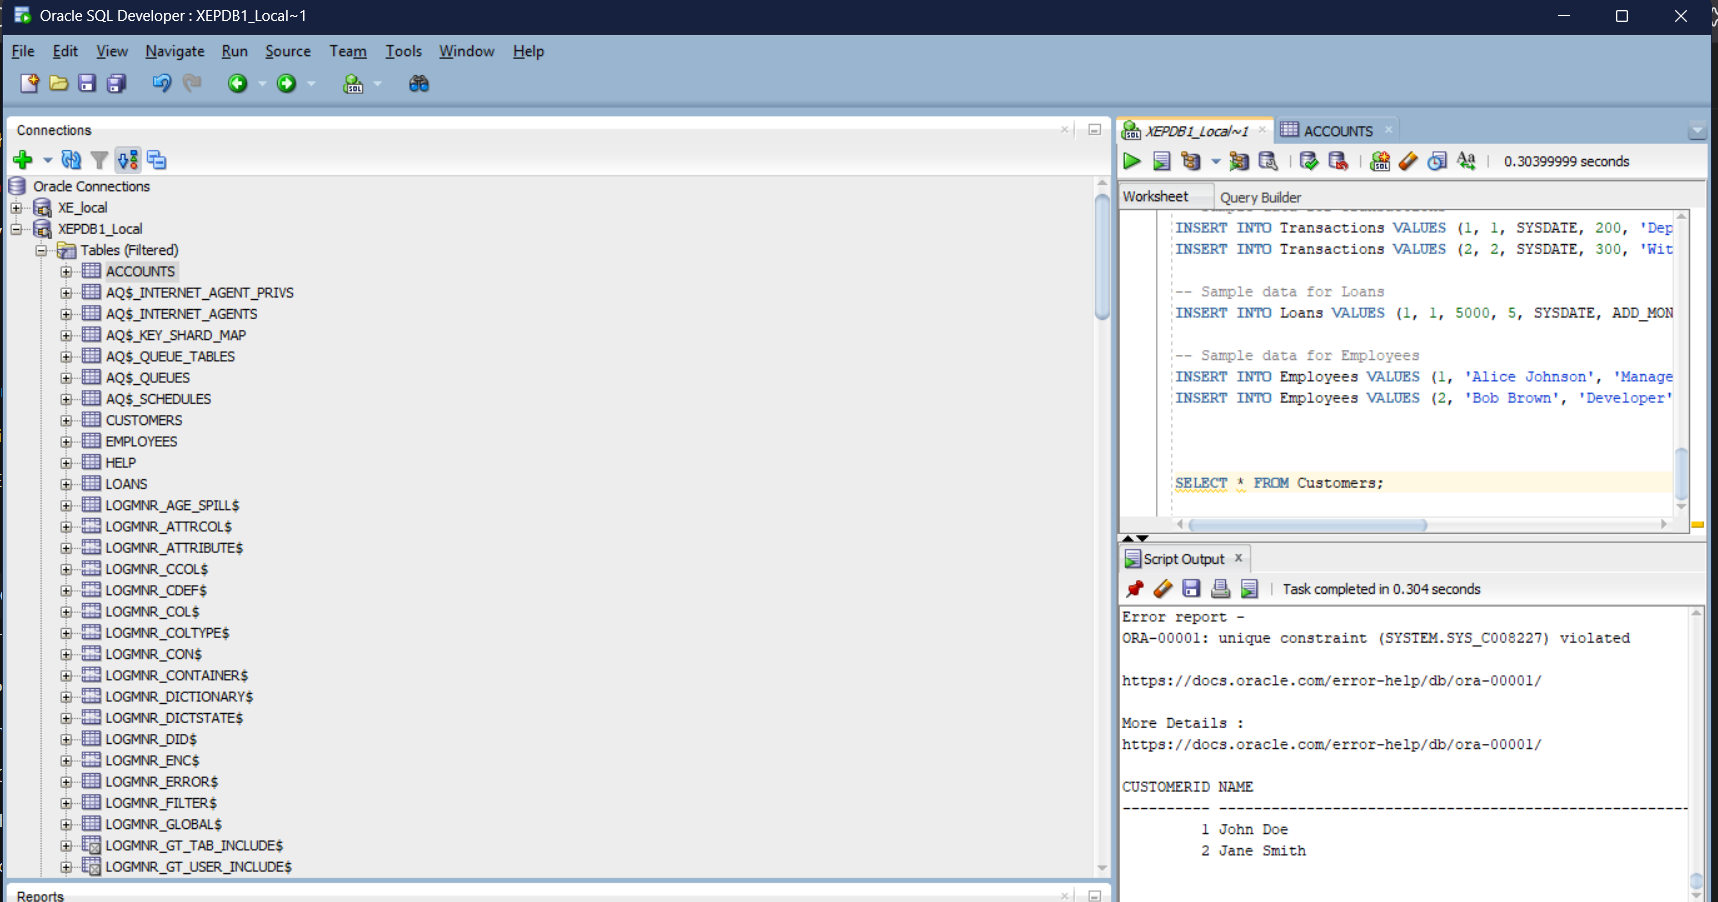 Oracle SQL Developer : XEPDB1_Local~1
File Edit View Navigate Run Source Team Tools Window Help
Connections
Oracle Connections
XE_local
XEPDB1_Local
Tables (Filtered)
ACCOUNTS
AQ$_INTERNET_AGENT_PRIVS
AQ$_INTERNET_AGENTS
AQ$_KEY_SHARD_MAP
AQ$_QUEUE_TABLES
AQ$_QUEUES
AQ$_SCHEDULES
CUSTOMERS
EMPLOYEES
HELP
LOANS
LOGMNR_AGE_SPILL$
LOGMNR_ATTRCOL$
LOGMNR_ATTRIBUTE$
LOGMNR_CCOL$
LOGMNR_CDEF$
LOGMNR_COL$
LOGMNR_COLTYPE$
LOGMNR_CON$
LOGMNR_CONTAINER$
LOGMNR_DICTIONARY$
LOGMNR_DICTSTATE$
LOGMNR_DID$
LOGMNR_ENC$
LOGMNR_ERROR$
LOGMNR_FILTER$
LOGMNR_GLOBAL$
LOGMNR_GT_TAB_INCLUDE$
LOGMNR_GT_USER_INCLUDE$
Reports
XEPDB1_Local~1 ACCOUNTS
0.30399999 seconds
Worksheet Query Builder
INSERT INTO Transactions VALUES (1, 1, SYSDATE, 200, 'Dep
INSERT INTO Transactions VALUES (2, 2, SYSDATE, 300, 'Wit
-- Sample data for Loans
INSERT INTO Loans VALUES (1, 1, 5000, 5, SYSDATE, ADD_MON
-- Sample data for Employees
INSERT INTO Employees VALUES (1, 'Alice Johnson', 'Manage
INSERT INTO Employees VALUES (2, 'Bob Brown', 'Developer'
SELECT * FROM Customers;
Script Output
Task completed in 0.304 seconds
Error report -
ORA-00001: unique constraint (SYSTEM.SYS_C008227) violated
https://docs.oracle.com/error-help/db/ora-00001/
More Details :
https://docs.oracle.com/error-help/db/ora-00001/
CUSTOMERID NAME
---------- ------------------------------------------------------
1 John Doe
2 Jane Smith